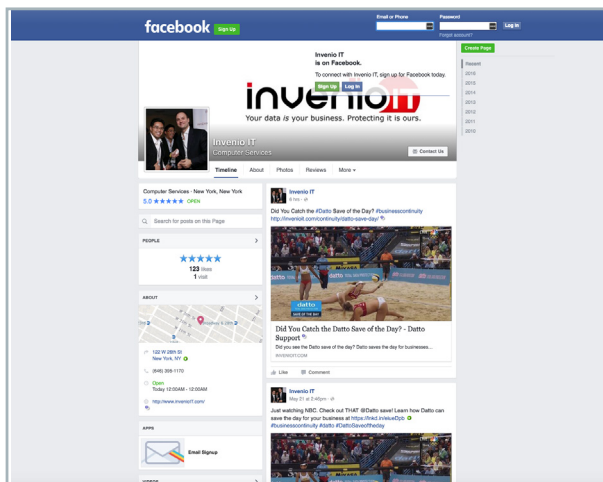 facebook
Sign Up
Email or Phone
Password
Log In
Forgot account?
Invenio IT
is on Facebook.
To connect with Invenio IT, sign up for Facebook today.
Sign Up
Log In
invenioIT
Your data is your business. Protecting it is ours.
Invenio IT
Computer Services
Contact Us
Timeline
About
Photos
Reviews
More
Create Page
Recent
2016
2015
2014
2013
2012
2011
2010
Computer Services · New York, New York
5.0 ★★★★★ OPEN
Search for posts on this Page
PEOPLE
★★★★★
123 likes
1 visit
ABOUT
122 W 26th St
New York, NY
Open
Today 12:00AM - 12:00AM
http://www.invenioIT.com/
APPS
Email Signup
VIDEOS
Invenio IT
Did You Catch the #Datto Save of the Day? #businesscontinuity
http://invenioit.com/continuity/datto-save-day/
datto
SAVE OF THE DAY
Did You Catch the Datto Save of the Day? - Datto
Support
Did you see the Datto save of the day? Datto saves the day for businesses...
INVENIOIT.COM
Like
Comment
Invenio IT
May 21 at 2:40pm
Just watching NBC. Check out THAT @Datto save! Learn how Datto can
save the day for your business at https://lnkd.in/eiueDpb
#businesscontinuity #datto #DattoSaveoftheday